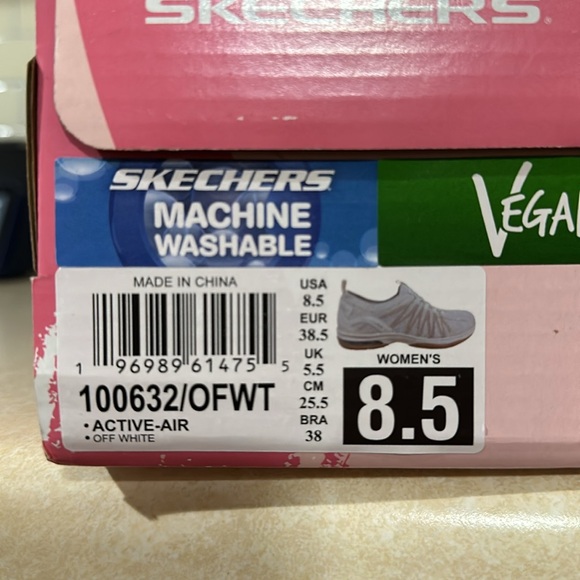 SKECHERS
SKECHERS
MACHINE
WASHABLE
VEGAN
MADE IN CHINA
1 96989 61475 5
100632/OFWT
• ACTIVE-AIR
• OFF WHITE
USA
8.5
EUR
38.5
UK
5.5
CM
25.5
BRA
38
WOMEN'S
8.5